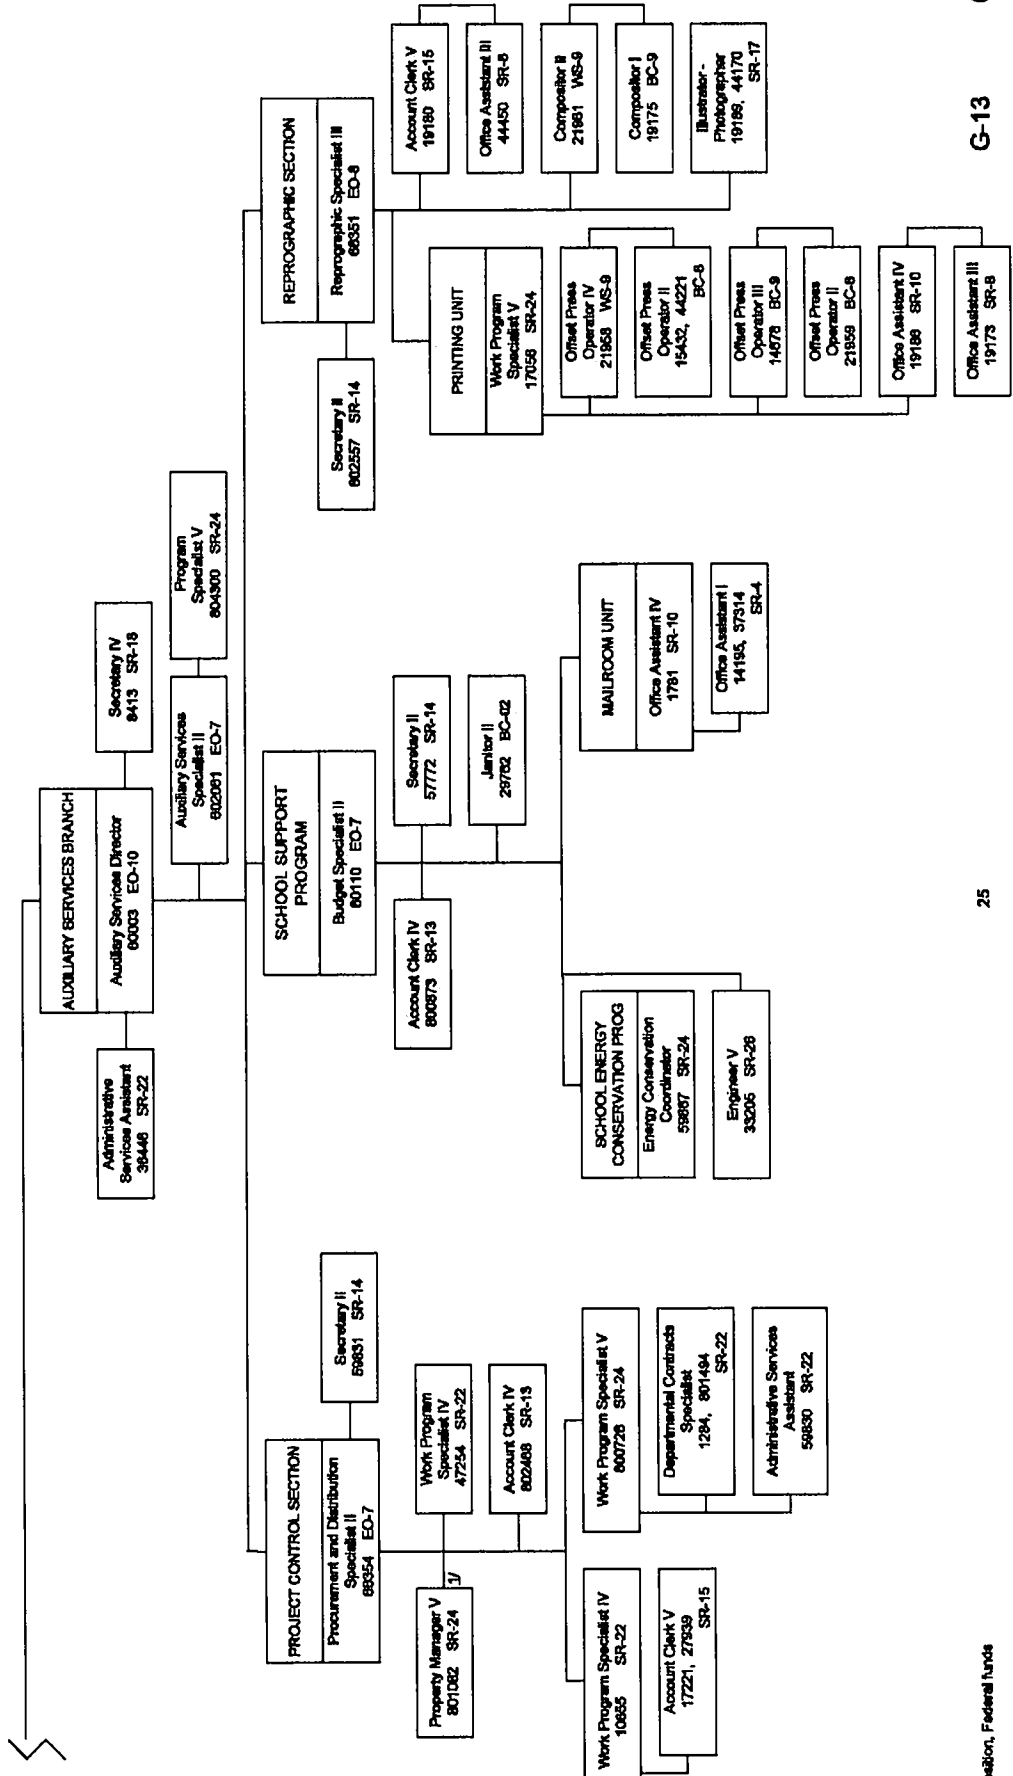 AUXILIARY SERVICES BRANCH
Auxiliary Services Director
60003 EO-10
Administrative
Services Assistant
36446 SR-22
Secretary IV
8413 SR-18
Auxiliary Services
Specialist II
602061 EO-7
Program
Specialist V
604300 SR-24
PROJECT CONTROL SECTION
Procurement and Distribution
Specialist II
66354 EO-7
Secretary II
59831 SR-14
Property Manager V
801082 SR-24
1/
Work Program
Specialist IV
47254 SR-22
Account Clerk IV
802468 SR-13
Work Program Specialist IV
10655 SR-22
Account Clerk V
17221, 27939
SR-15
Work Program Specialist V
800726 SR-24
Departmental Contracts
Specialist
1284, 801494
SR-22
Administrative Services
Assistant
59830 SR-22
SCHOOL SUPPORT
PROGRAM
Budget Specialist II
60110 EO-7
Account Clerk IV
800873 SR-13
Secretary II
57772 SR-14
Janitor II
29762 BC-02
SCHOOL ENERGY
CONSERVATION PROG
Energy Conservation
Coordinator
59887 SR-24
Engineer V
33205 SR-26
MAILROOM UNIT
Office Assistant IV
1781 SR-10
Office Assistant I
14195, 37314
SR-4
REPROGRAPHIC SECTION
Reprographic Specialist III
66351 EO-8
Secretary II
602557 SR-14
PRINTING UNIT
Work Program
Specialist V
17056 SR-24
Offset Press
Operator IV
21958 WS-9
Offset Press
Operator II
15432, 44221
BC-8
Offset Press
Operator III
14878 BC-9
Offset Press
Operator II
21959 BC-8
Office Assistant IV
19188 SR-10
Office Assistant III
19173 SR-8
Account Clerk V
19180 SR-15
Office Assistant III
44450 SR-8
Compositor II
21961 WS-9
Compositor I
19175 BC-9
Illustrator -
Photographer
19189, 44170
SR-17
sition, Federal funds
25
G-13